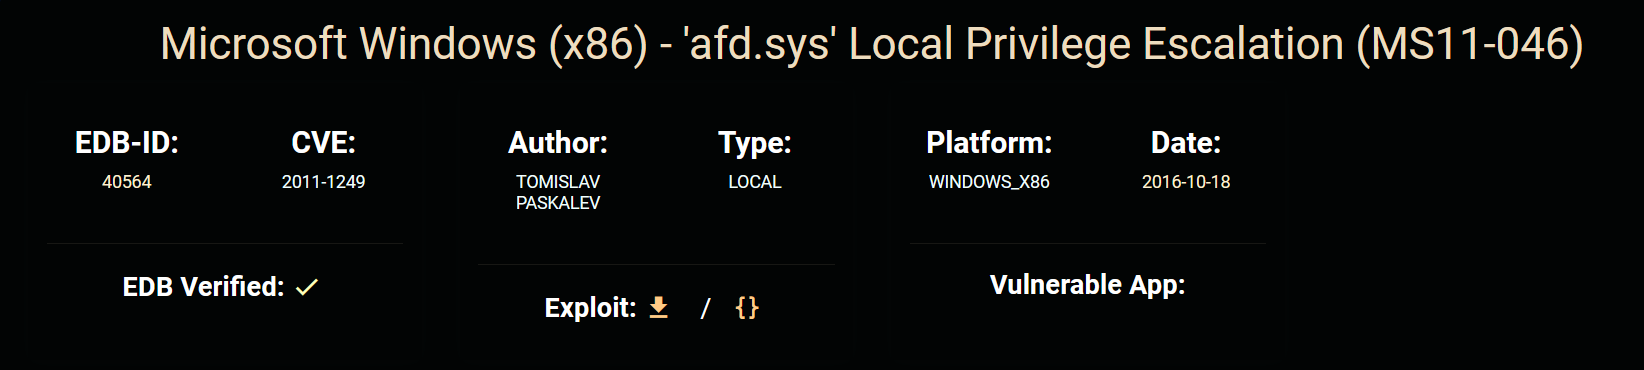 Microsoft Windows (x86) - 'afd.sys' Local Privilege Escalation (MS11-046)
EDB-ID:
40564
CVE:
2011-1249
EDB Verified: ✓
Author:
TOMISLAV
PASKALEV
Type:
LOCAL
Exploit: / {}
Platform:
WINDOWS_X86
Date:
2016-10-18
Vulnerable App: